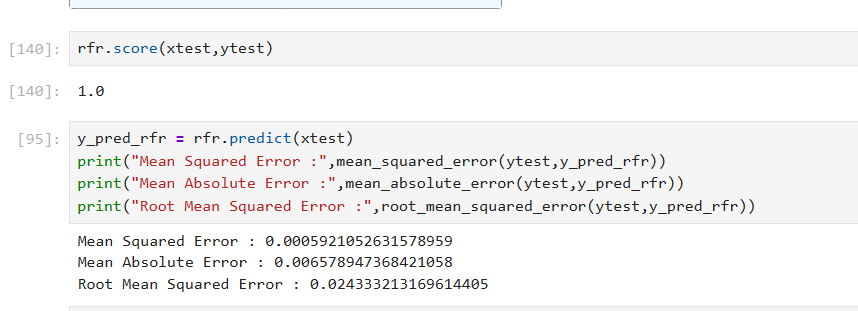 [140]: rfr.score(xtest,ytest)
[140]: 1.0
[95]: y_pred_rfr = rfr.predict(xtest)
print("Mean Squared Error :",mean_squared_error(ytest,y_pred_rfr))
print("Mean Absolute Error :",mean_absolute_error(ytest,y_pred_rfr))
print("Root Mean Squared Error :",root_mean_squared_error(ytest,y_pred_rfr))
Mean Squared Error : 0.0005921052631578959
Mean Absolute Error : 0.006578947368421058
Root Mean Squared Error : 0.024333213169614405